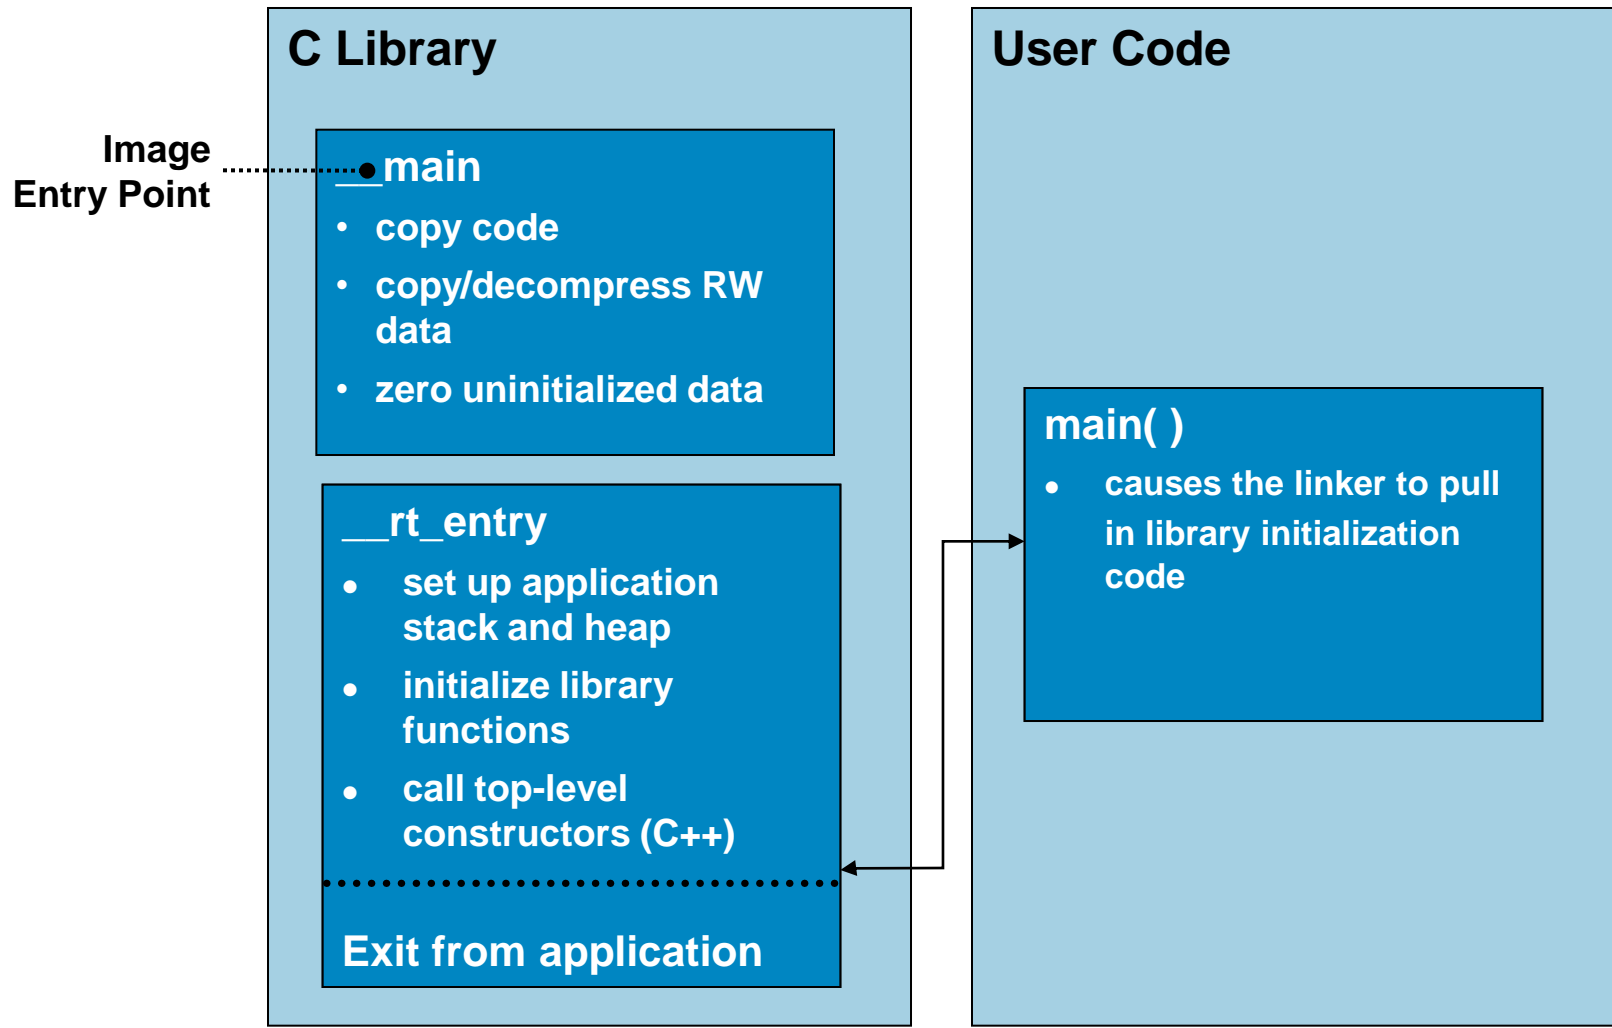 C Library
Image
Entry Point
__main
• copy code
• copy/decompress RW
data
• zero uninitialized data
__rt_entry
● set up application
stack and heap
● initialize library
functions
● call top-level
constructors (C++)
Exit from application
User Code
main( )
● causes the linker to pull
in library initialization
code